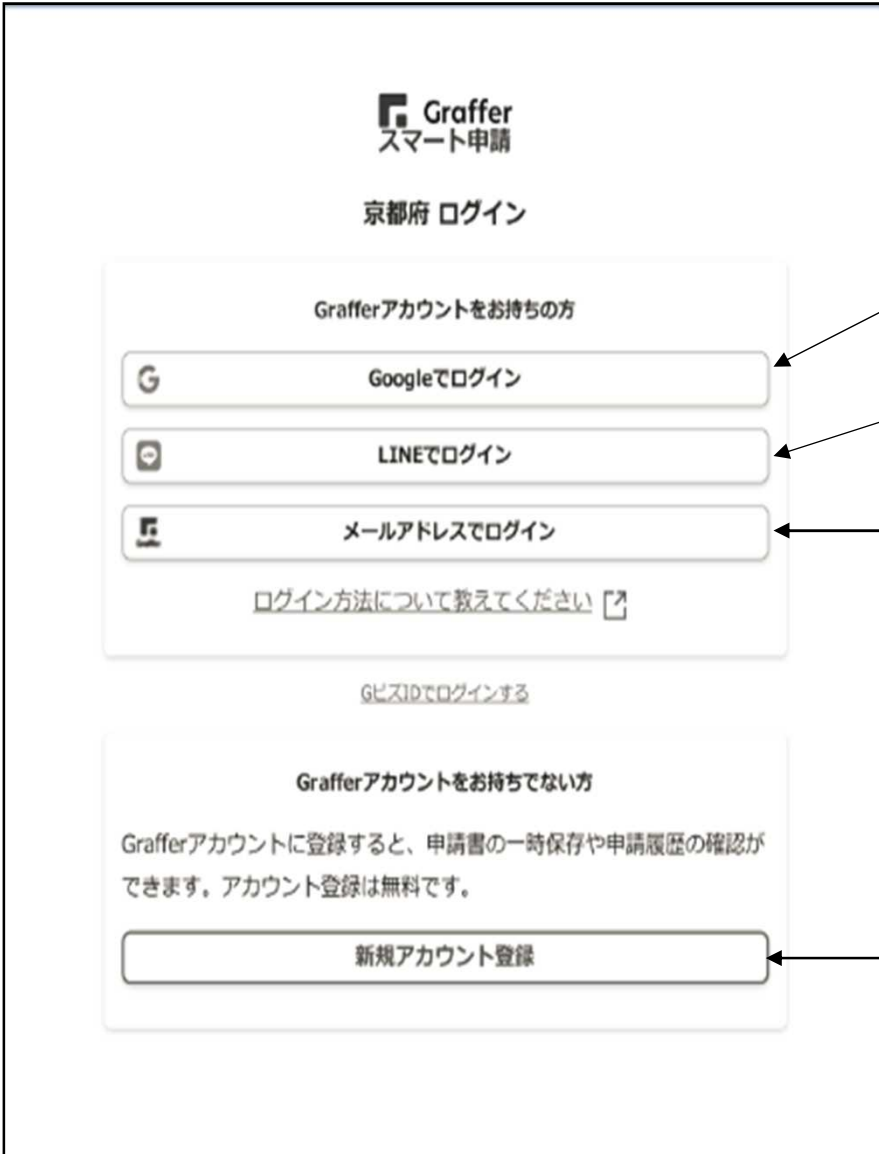 Graffer
スマート申請
京都府 ログイン
Grafferアカウントをお持ちの方
Googleでログイン
LINEでログイン
メールアドレスでログイン
ログイン方法について教えてください
GビズIDでログインする
Grafferアカウントをお持ちでない方
Grafferアカウントに登録すると、申請書の一時保存や申請履歴の確認が
できます。アカウント登録は無料です。
新規アカウント登録